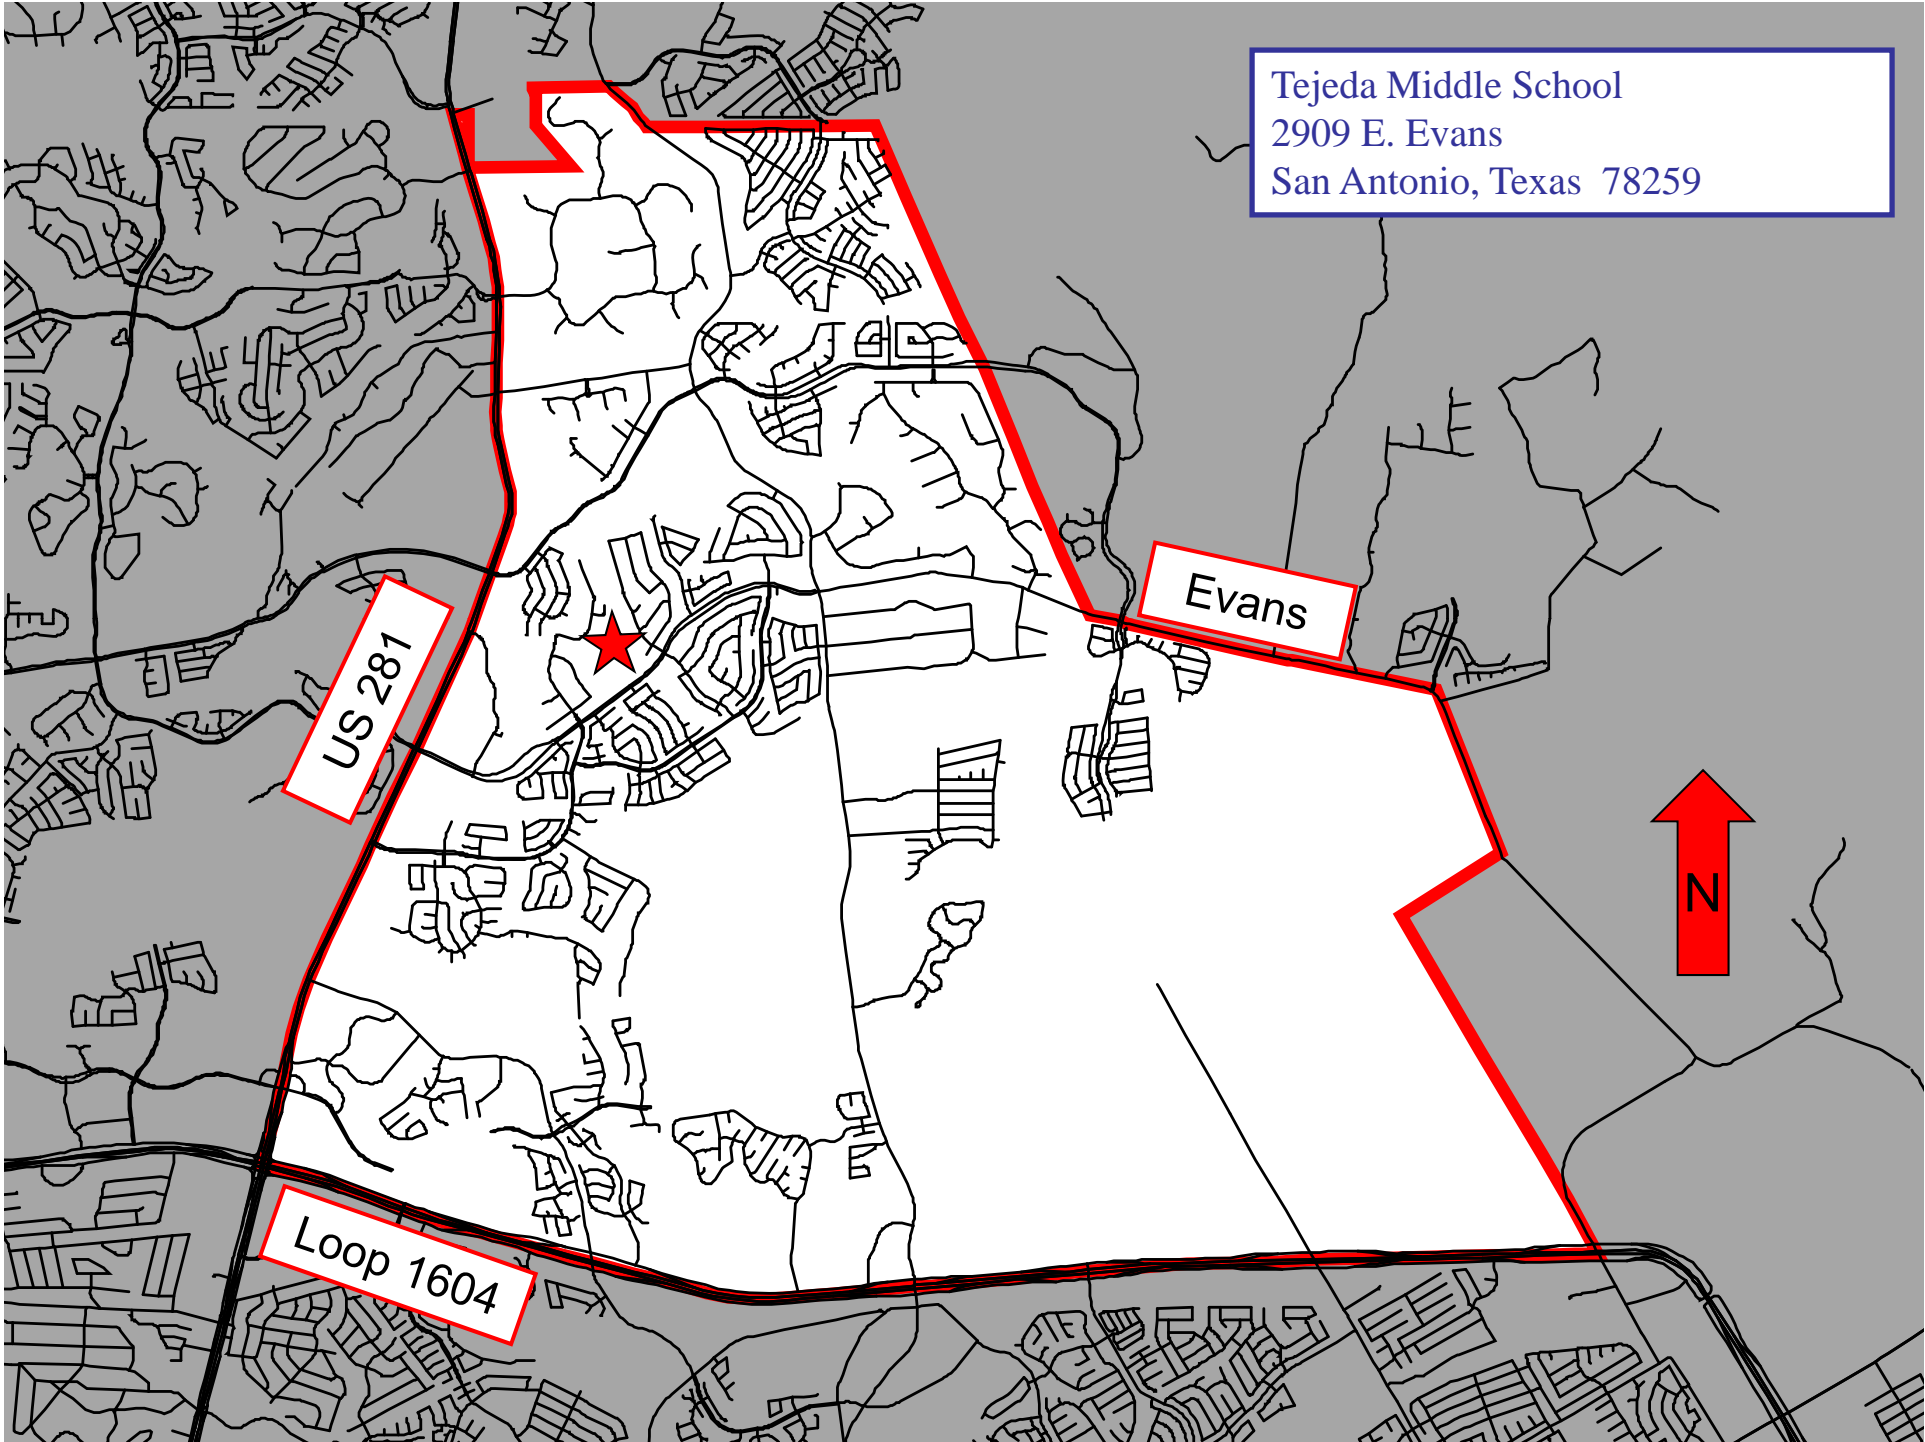 Tejeda Middle School
2909 E. Evans
San Antonio, Texas  78259
Evans
US 281
N
Loop 1604